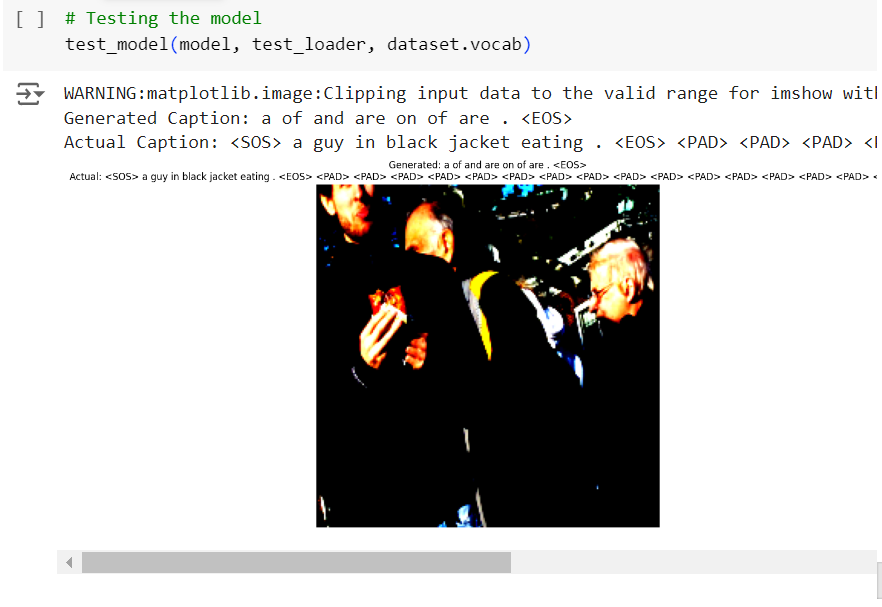 [ ] # Testing the model
test_model(model, test_loader, dataset.vocab)
WARNING:matplotlib.image:Clipping input data to the valid range for imshow with
Generated Caption: a of and are on of are . <EOS>
Actual Caption: <SOS> a guy in black jacket eating . <EOS> <PAD> <PAD> <PAD> <
Generated: a of and are on of are . <EOS>
Actual: <SOS> a guy in black jacket eating . <EOS> <PAD> <PAD> <PAD> <PAD> <PAD> <PAD> <PAD> <PAD> <PAD> <PAD> <PAD> <PAD> <PAD> <PAD> <PAD> <